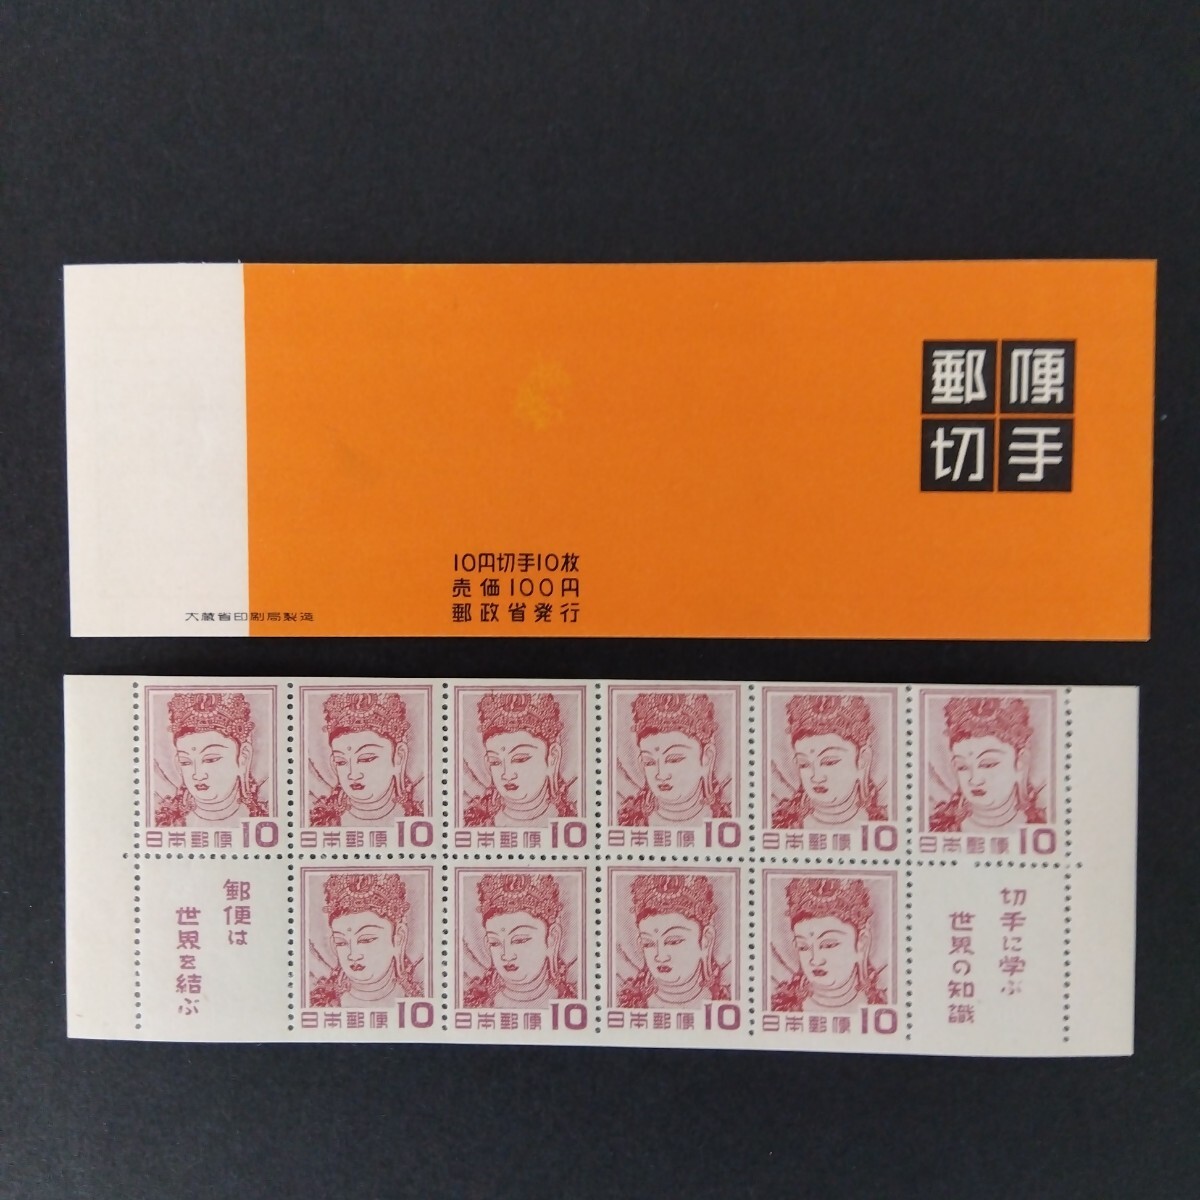 郵便
切手
10円切手10枚
売価100円
郵政省発行
大蔵省印刷局製造
日本郵便 10
日本郵便 10
日本郵便 10
日本郵便 10
日本郵便 10
日本郵便 10
郵便は
世界を結ぶ
日本郵便 10
日本郵便 10
日本郵便 10
日本郵便 10
切手に学ぶ
世界の知識